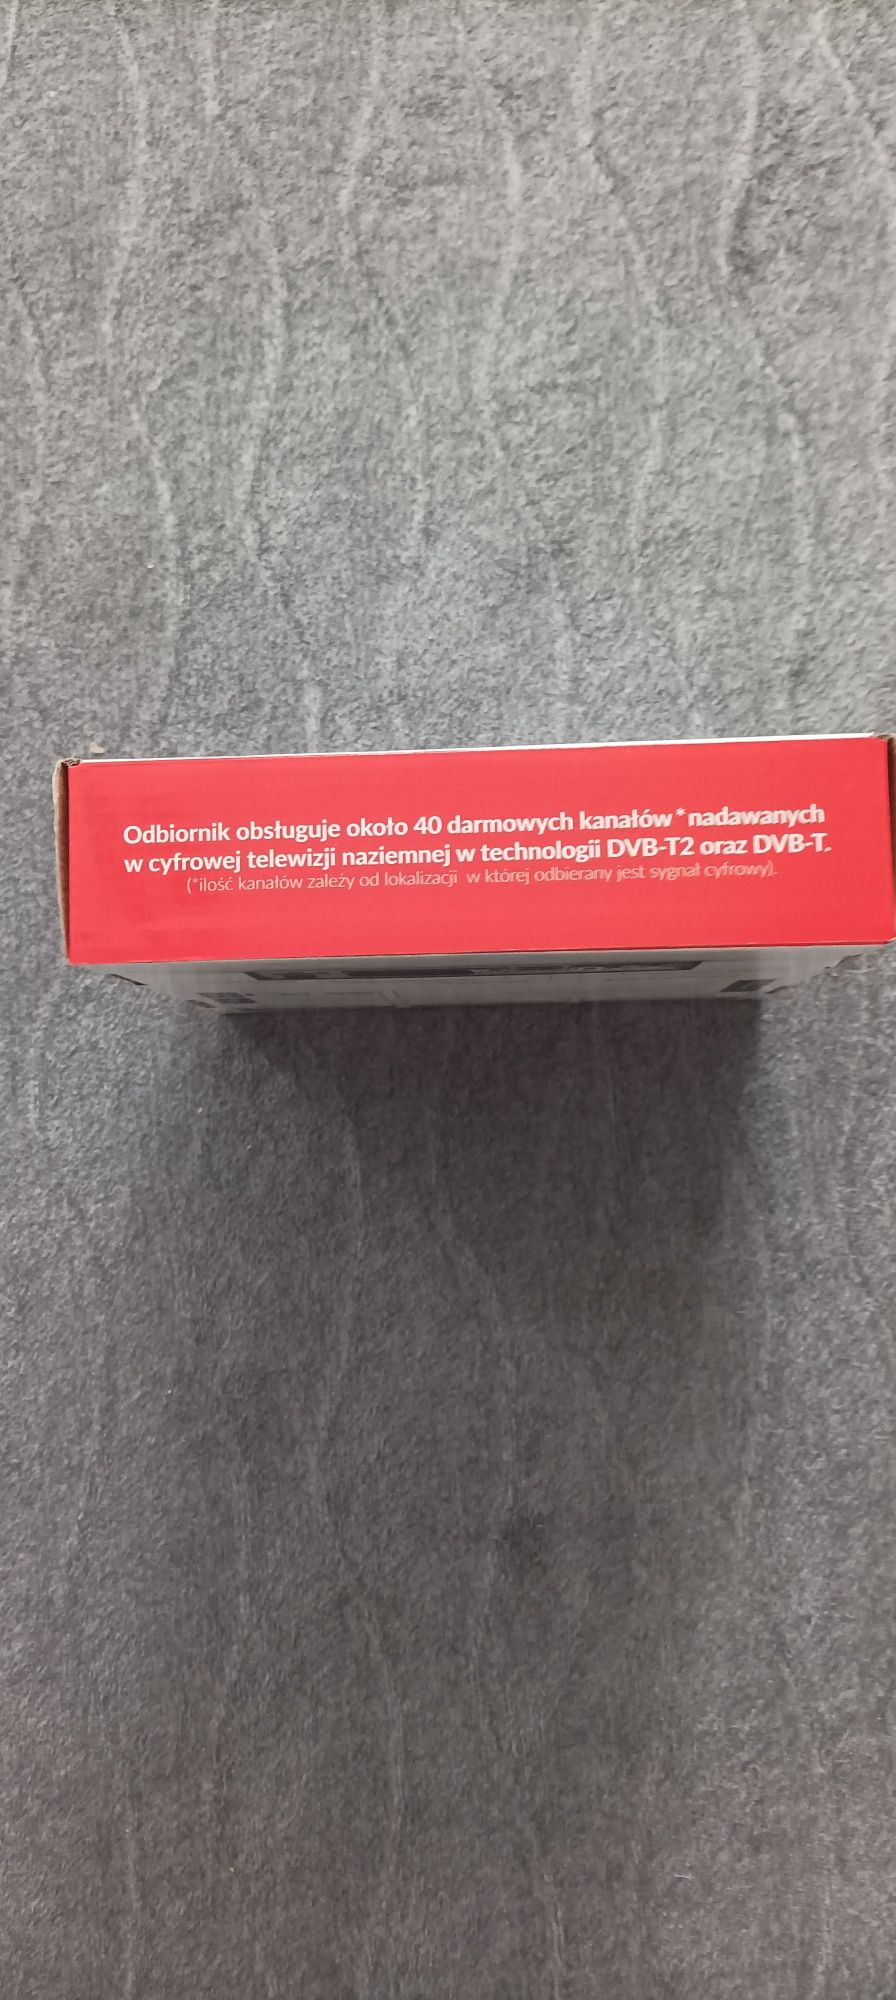 Odbiornik obsługuje około 40 darmowych kanałów* nadawanych
w cyfrowej telewizji naziemnej w technologii DVB-T2 oraz DVB-T.
(*ilość kanałów zależy od lokalizacji w której odbierany jest sygnał cyfrowy).